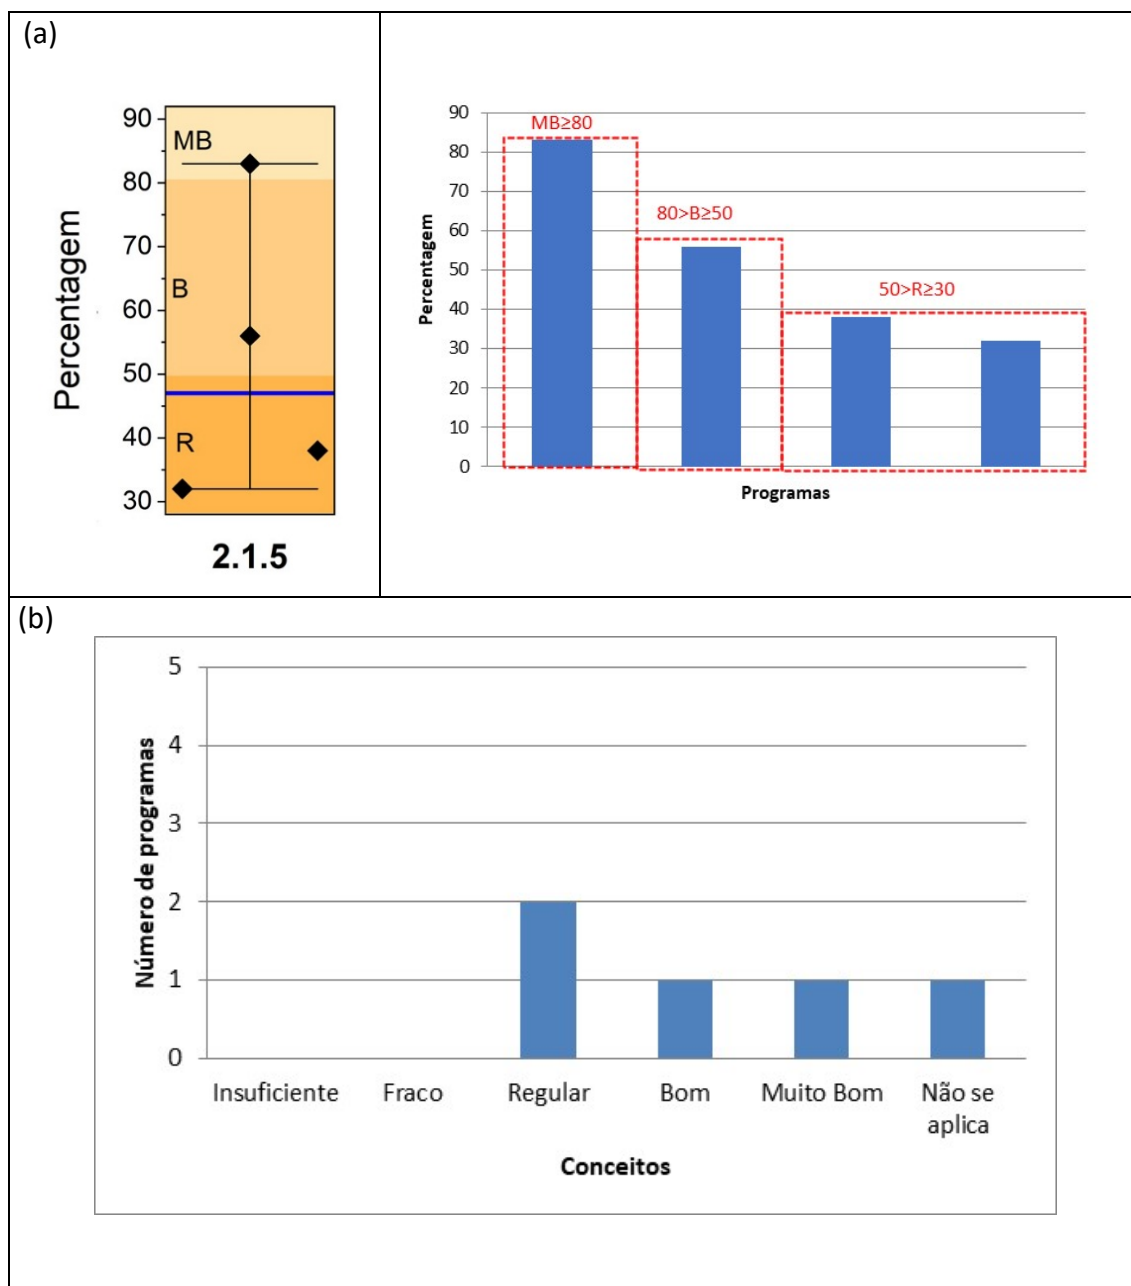 (a)
Percentagem
90
80
70
60
50
40
30
MB
B
R
2.1.5
Percentagem
90
80
70
60
50
40
30
20
10
0
MB≥80
80>B≥50
50>R≥30
Programas
(b)
Número de programas
5
4
3
2
1
0
Insuficiente
Fraco
Regular
Bom
Muito Bom
Não se
aplica
Conceitos